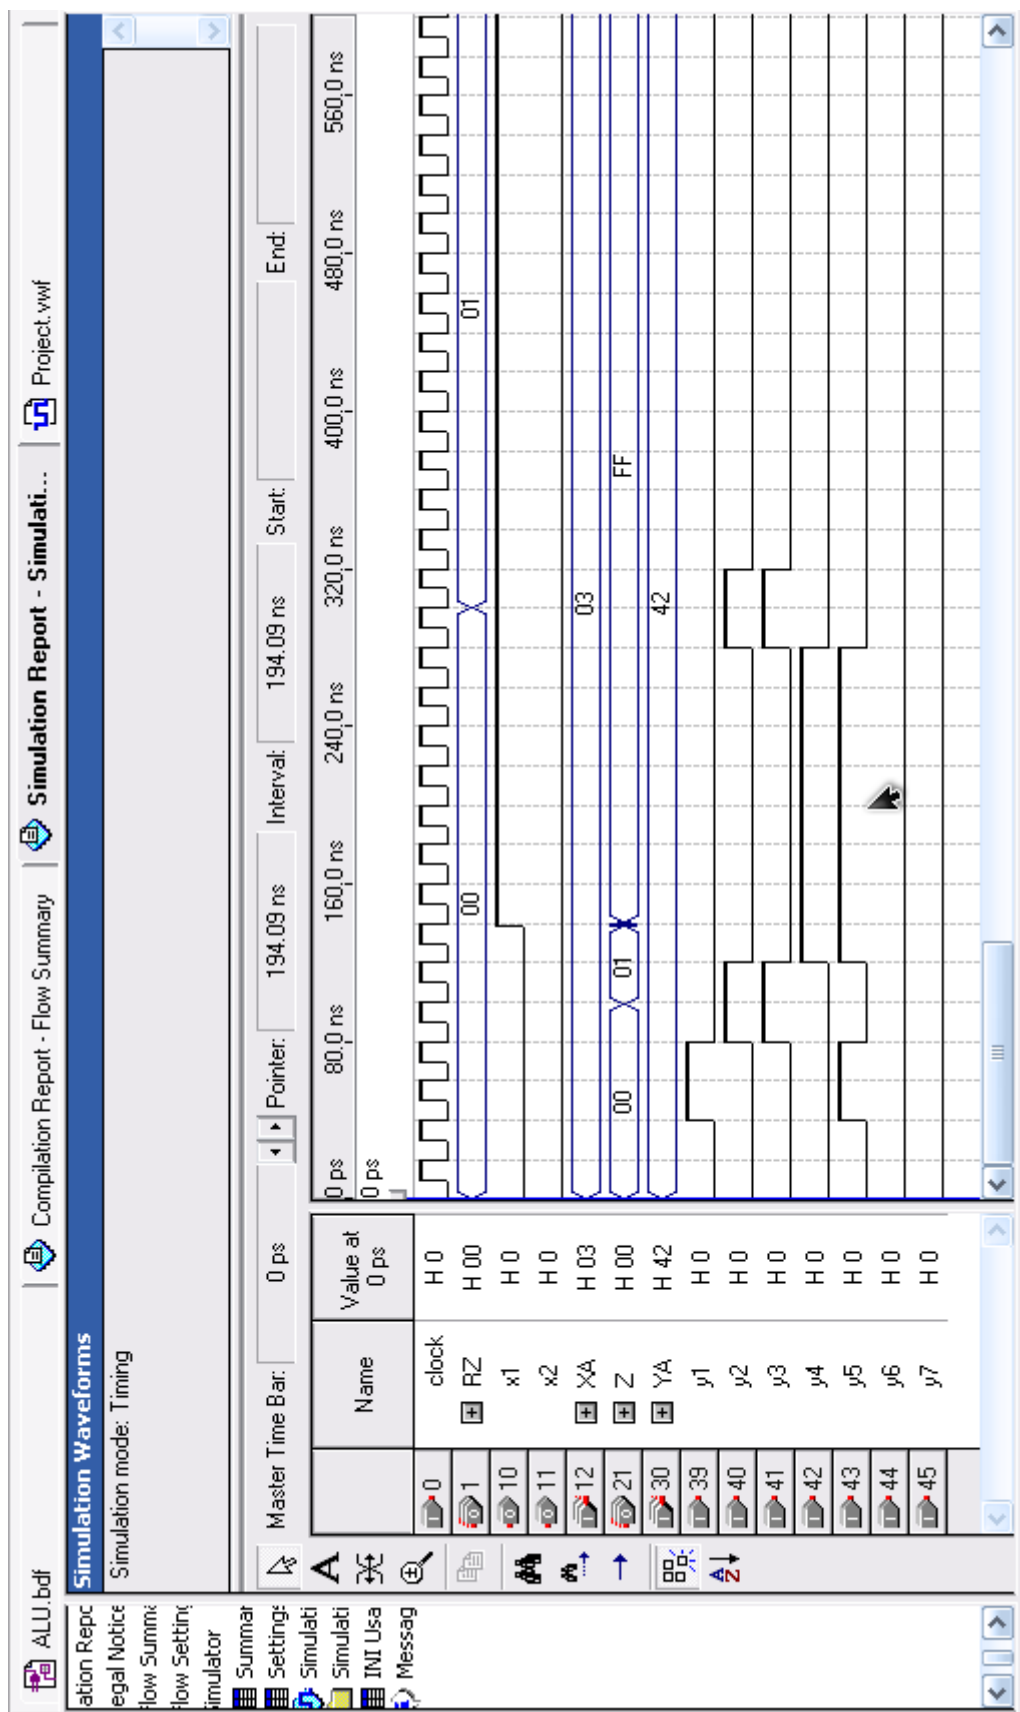 ALU.bdf
Compilation Report - Flow Summary
Simulation Report - Simulati...
Project.vwf
ation Repo
egal Notice
low Summa
low Setting
imulator
Summar
Settings
Simulati
Simulati
INI Usa
Messag
Simulation Waveforms
Simulation mode: Timing
Master Time Bar: 0 ps Pointer: 194.09 ns Interval: 194.09 ns Start: End:
Name Value at 0 ps
0 ps 80.0 ns 160.0 ns 240.0 ns 320.0 ns 400.0 ns 480.0 ns 560.0 ns
0 ps
0 clock H 0
1 RZ H 00 00 01
10 x1 H 0
11 x2 H 0
12 XA H 03 03
21 Z H 00 00 01 FF
30 YA H 42 42
39 y1 H 0
40 y2 H 0
41 y3 H 0
42 y4 H 0
43 y5 H 0
44 y6 H 0
45 y7 H 0